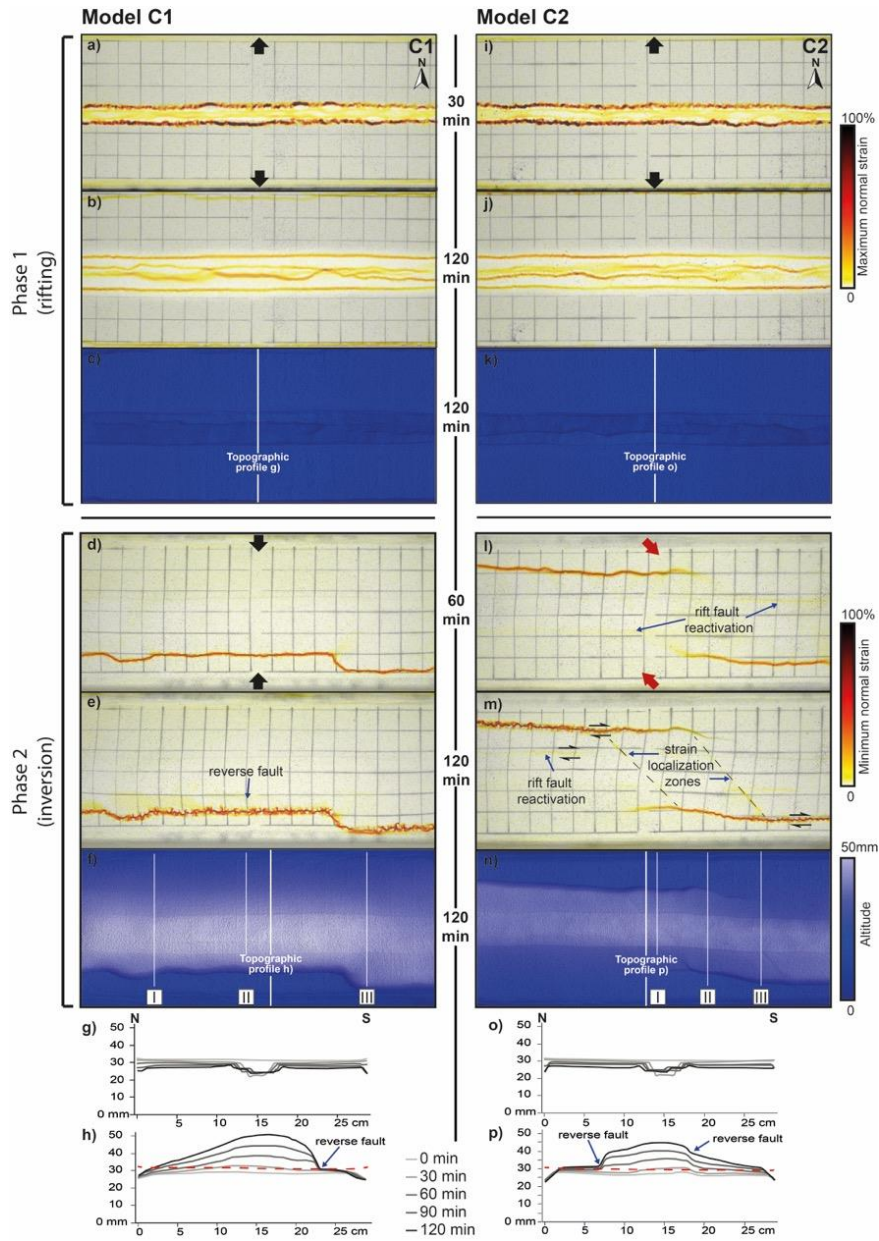 Model C1
Model C2
Phase 1
(rifting)
a)
C1
N
30
min
i)
C2
N
100%
Maximum normal strain
0
b)
120
min
j)
c)
Topographic
profile g)
120
min
k)
Topographic
profile o)
Phase 2
(inversion)
d)
60
min
l)
rift fault
reactivation
100%
Minimum normal strain
0
e)
reverse fault
120
min
m)
strain
localization
zones
rift fault
reactivation
f)
Topographic
profile h)
I
II
III
120
min
n)
Topographic
profile p)
I
II
III
50mm
Altitude
0
N
S
g)
50
40
30
20
0 mm
5
10
15
20
25 cm
h)
50
40
30
20
0 mm
reverse fault
0
5
10
15
20
25 cm
0 min
30 min
60 min
90 min
120 min
N
S
o)
50
40
30
20
0 mm
5
10
15
20
25 cm
p)
50
40
30
20
0 mm
reverse fault
reverse fault
0
5
10
15
20
25 cm